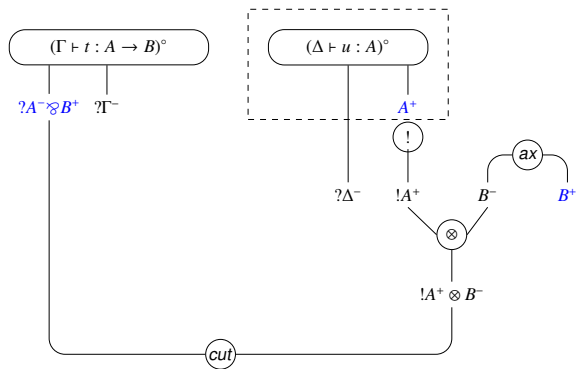 (Γ ⊢ t : A → B)° (Δ ⊢ u : A)°
?A⁻⅋B⁺ ?Γ⁻ A⁺
!
ax
?Δ⁻ !A⁺ B⁻ B⁺
⊗
!A⁺ ⊗ B⁻
cut